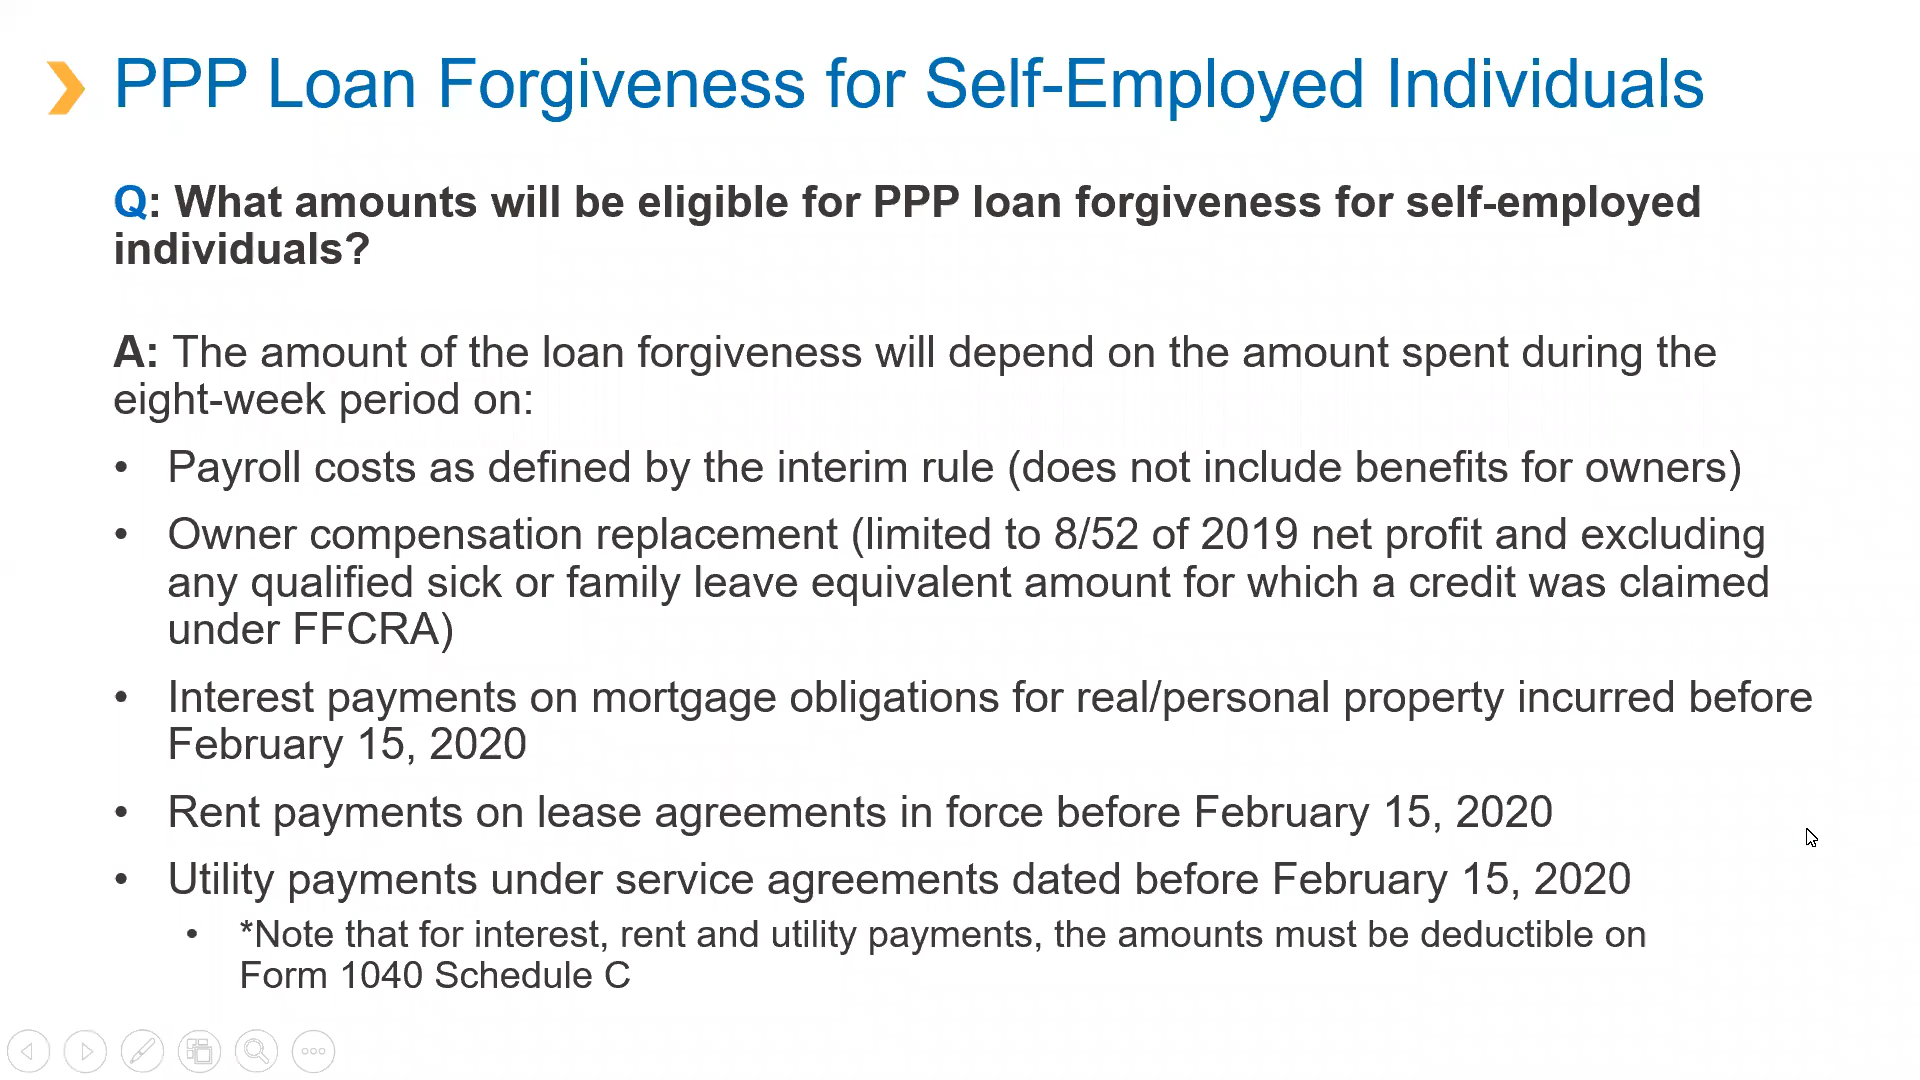 PPP Loan Forgiveness for Self-Employed Individuals
Q: What amounts will be eligible for PPP loan forgiveness for self-employed
individuals?
A: The amount of the loan forgiveness will depend on the amount spent during the
eight-week period on:
• Payroll costs as defined by the interim rule (does not include benefits for owners)
• Owner compensation replacement (limited to 8/52 of 2019 net profit and excluding
any qualified sick or family leave equivalent amount for which a credit was claimed
under FFCRA)
• Interest payments on mortgage obligations for real/personal property incurred before
February 15, 2020
• Rent payments on lease agreements in force before February 15, 2020
• Utility payments under service agreements dated before February 15, 2020
• *Note that for interest, rent and utility payments, the amounts must be deductible on
Form 1040 Schedule C